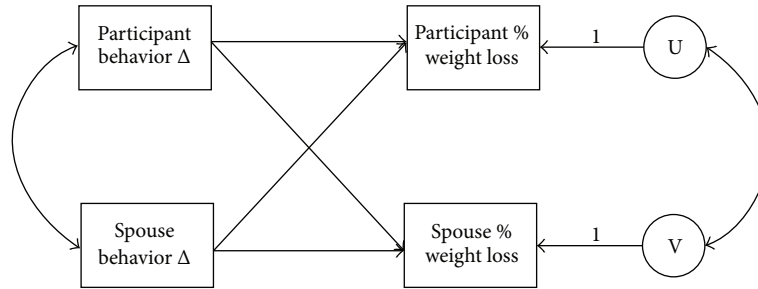 Participant
behavior Δ
Participant %
weight loss
1
U
Spouse
behavior Δ
Spouse %
weight loss
1
V